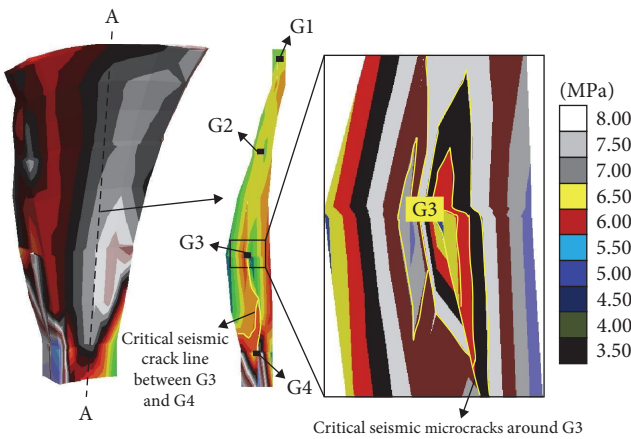 A
A
G1
G2
G3
G4
Critical seismic
crack line
between G3
and G4
G3
Critical seismic microcracks around G3
(MPa)
8.00
7.50
7.00
6.50
6.00
5.50
5.00
4.50
4.00
3.50